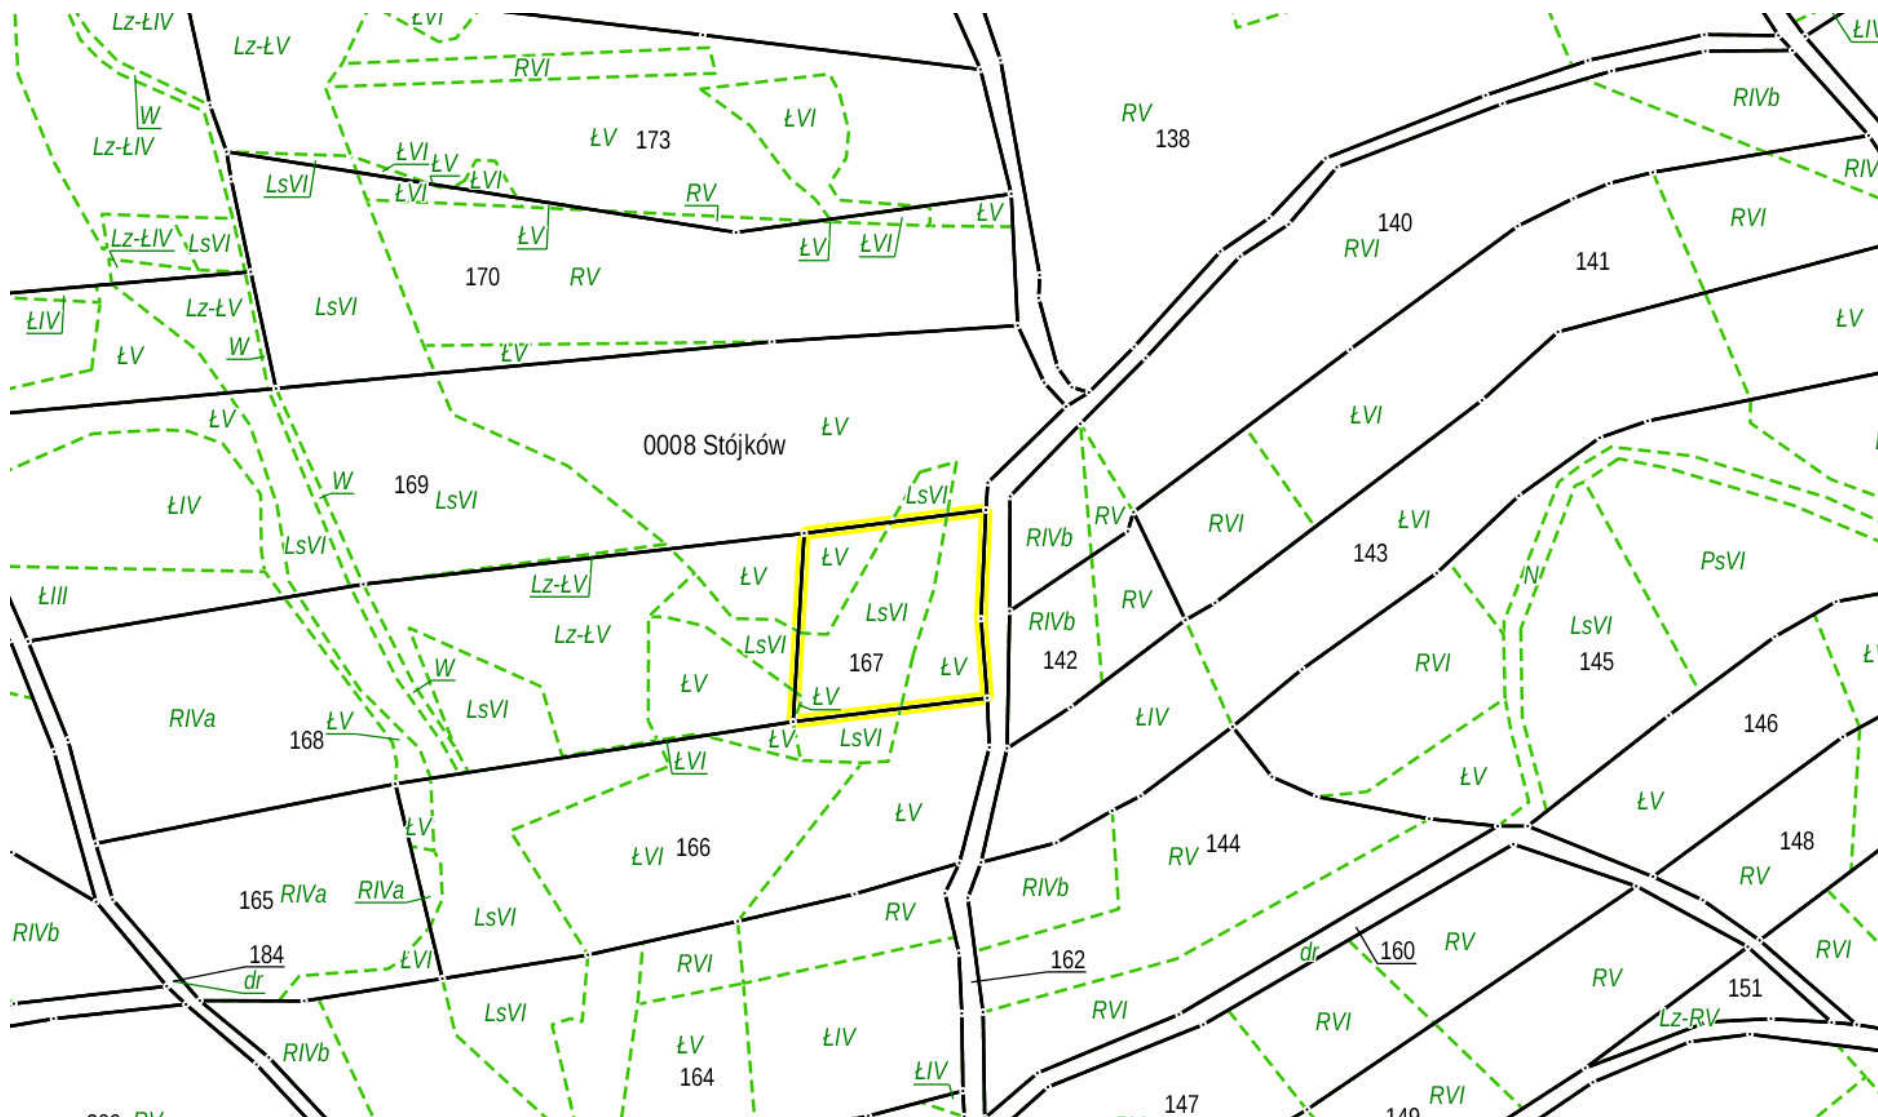 Lz-ŁIV
ŁVI
ŁIV
Lz-ŁV
RVI
W
RIVb
RV
138
ŁVI
ŁV
173
Lz-ŁIV
ŁVI
ŁV
ŁVI
ŁVI
LsVI
RV
RIV
ŁV
RVI
140
Lz-ŁIV
LsVI
ŁV
ŁV
ŁVI
RVI
141
170
RV
Lz-ŁV
LsVI
ŁIV
W
ŁV
ŁV
ŁV
ŁV
ŁV
0008 Stójków
ŁVI
W
169
LsVI
LsVI
ŁIV
RV
RVI
ŁVI
LsVI
RIVb
143
ŁV
PsVI
N
ŁIII
Lz-ŁV
ŁV
LsVI
RV
RIVb
LsVI
Lz-ŁV
LsVI
145
167
142
RVI
W
ŁV
ŁV
ŁV
LsVI
RIVa
ŁV
168
ŁIV
146
ŁV
LsVI
ŁVI
ŁV
ŁV
ŁV
ŁV
148
ŁVI
166
RV
144
RV
165
RIVa
RIVa
RIVb
LsVI
RV
RIVb
184
dr
ŁVI
RVI
162
dr
160
RV
RVI
RV
151
LsVI
RVI
RVI
Lz-RV
RIVb
ŁV
ŁIV
164
ŁIV
RVI
147